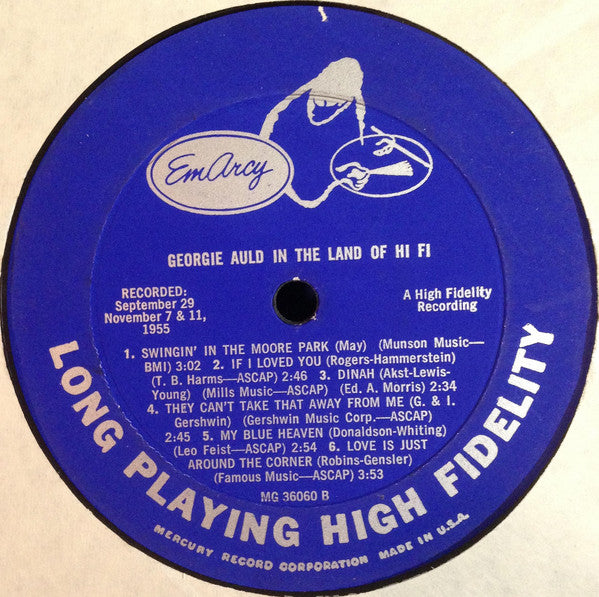 EmArcy
GEORGIE AULD IN THE LAND OF HI FI
RECORDED:
September 29
November 7 & 11,
1955
A High Fidelity
Recording
1. SWINGIN' IN THE MOORE PARK (May) (Munson Music—
BMI) 3:02 2. IF I LOVED YOU (Rogers-Hammerstein)
(T. B. Harms—ASCAP) 2:46 3. DINAH (Akst-Lewis-
Young) (Mills Music—ASCAP) (Ed. A. Morris) 2:34
4. THEY CAN'T TAKE THAT AWAY FROM ME (G. & I.
Gershwin) (Gershwin Music Corp.—ASCAP)
2:45 5. MY BLUE HEAVEN (Donaldson-Whiting)
(Leo Feist—ASCAP) 2:54 6. LOVE IS JUST
AROUND THE CORNER (Robins-Gensler)
(Famous Music—ASCAP) 3:53
MG 36060 B
LONG PLAYING HIGH FIDELITY
MERCURY RECORD CORPORATION MADE IN U.S.A.